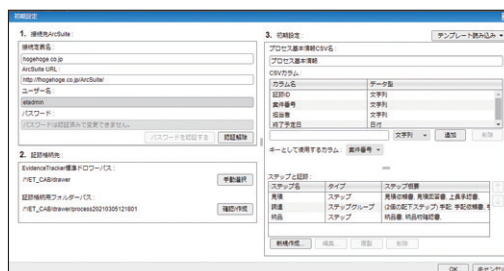 初期設定
1. 接続先ArcSuite :
接続定義名 :
hogehoge.co.jp
ArcSuite URL :
http://hogehoge.co.jp/ArcSuite/
ユーザー名 :
etadmin
パスワード :
パスワードは認証済みで変更できません。
パスワードを認証する
認証解除
2. 証跡格納先 :
EvidenceTracker標準ドロワーパス :
/*/ET_CAB/drawer
手動選択
証跡格納用フォルダーパス :
/*/ET_CAB/drawer/process20210305121801
確認/作成
3. 初期設定 :
テンプレート読み込み
プロセス基本情報CSV名 :
プロセス基本情報
CSVカラム :
カラム名 データ型
証跡ID 文字列
案件番号 文字列
担当者 文字列
終了予定日 日付
文字列 追加 削除
キーとして使用するカラム : 案件番号
ステップと証跡 :
ステップ名 タイプ ステップ概要
見積 ステップ 見積依頼書, 見積回答書, 上長承認書,
調達 ステップグループ (2個の配下ステップ) 手配: 手配依頼書, 手
納品 ステップ 納品書, 納品物確認書,
新規作成... 編集... 複製 削除
OK キャンセル